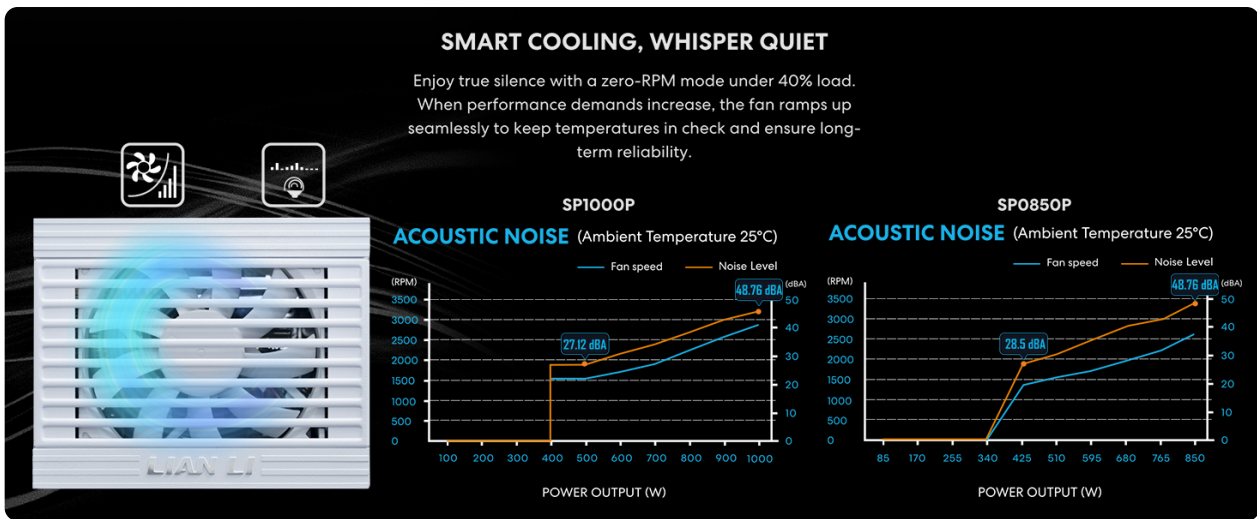 SMART COOLING, WHISPER QUIET
Enjoy true silence with a zero-RPM mode under 40% load.
When performance demands increase, the fan ramps up
seamlessly to keep temperatures in check and ensure long-
term reliability.
LIAN LI
SP1000P
ACOUSTIC NOISE (Ambient Temperature 25°C)
Fan speed Noise Level
(RPM) (dBA)
48.76 dBA
27.12 dBA
3500 50
3000 40
2500 30
2000
1500 20
1000 10
500
0 0
100 200 300 400 500 600 700 800 900 1000
POWER OUTPUT (W)
SP0850P
ACOUSTIC NOISE (Ambient Temperature 25°C)
Fan speed Noise Level
(RPM) (dBA)
48.76 dBA
28.5 dBA
3500 50
3000 40
2500 30
2000
1500 20
1000 10
500
0 0
85 170 255 340 425 510 595 680 765 850
POWER OUTPUT (W)